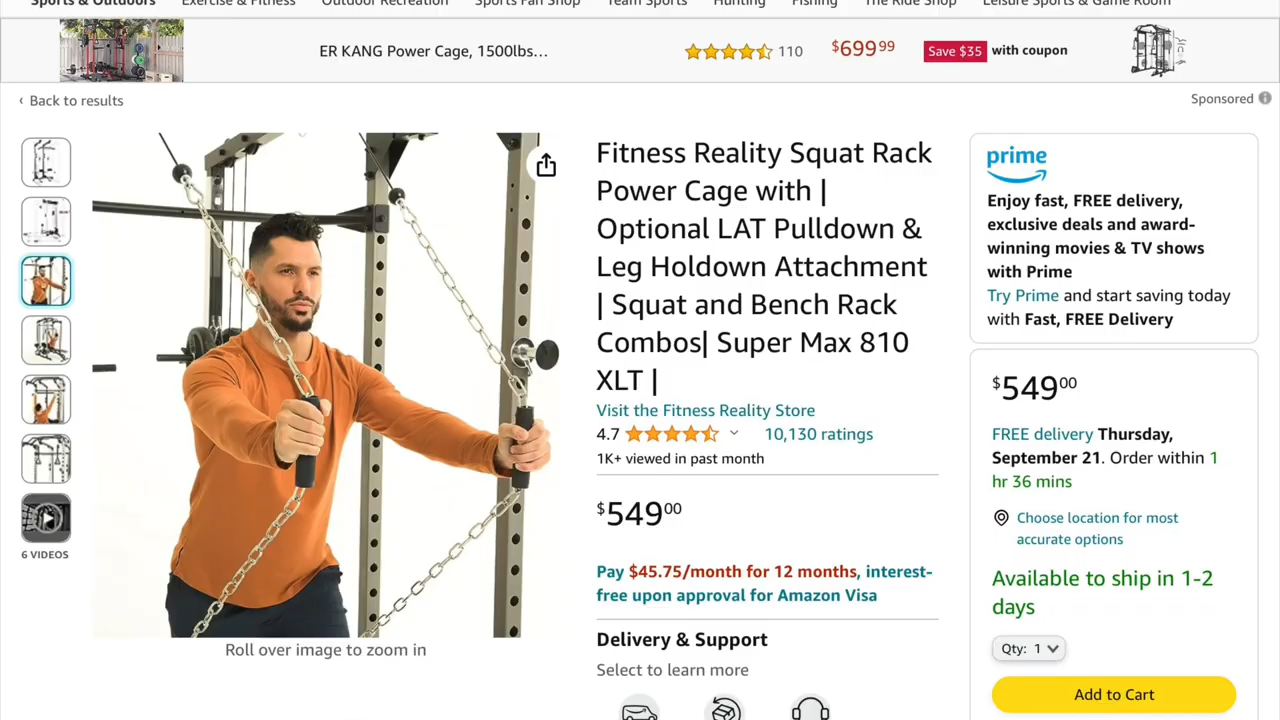 Sports & Outdoors Exercise & Fitness Outdoor Recreation Sports Fan Shop Team Sports Hunting Fishing The Ride Shop Leisure Sports & Game Room
ER KANG Power Cage, 1500lbs… 110 $699⁹⁹ Save $35 with coupon
‹ Back to results
Sponsored
Fitness Reality Squat Rack
Power Cage with |
Optional LAT Pulldown &
Leg Holdown Attachment
| Squat and Bench Rack
Combos| Super Max 810
XLT |
Visit the Fitness Reality Store
4.7 10,130 ratings
1K+ viewed in past month
$549⁰⁰
Pay $45.75/month for 12 months, interest-
free upon approval for Amazon Visa
Delivery & Support
Select to learn more
6 VIDEOS
Roll over image to zoom in
prime
Enjoy fast, FREE delivery,
exclusive deals and award-
winning movies & TV shows
with Prime
Try Prime and start saving today
with Fast, FREE Delivery
$549⁰⁰
FREE delivery Thursday,
September 21. Order within 1
hr 36 mins
Choose location for most
accurate options
Available to ship in 1-2
days
Qty: 1
Add to Cart